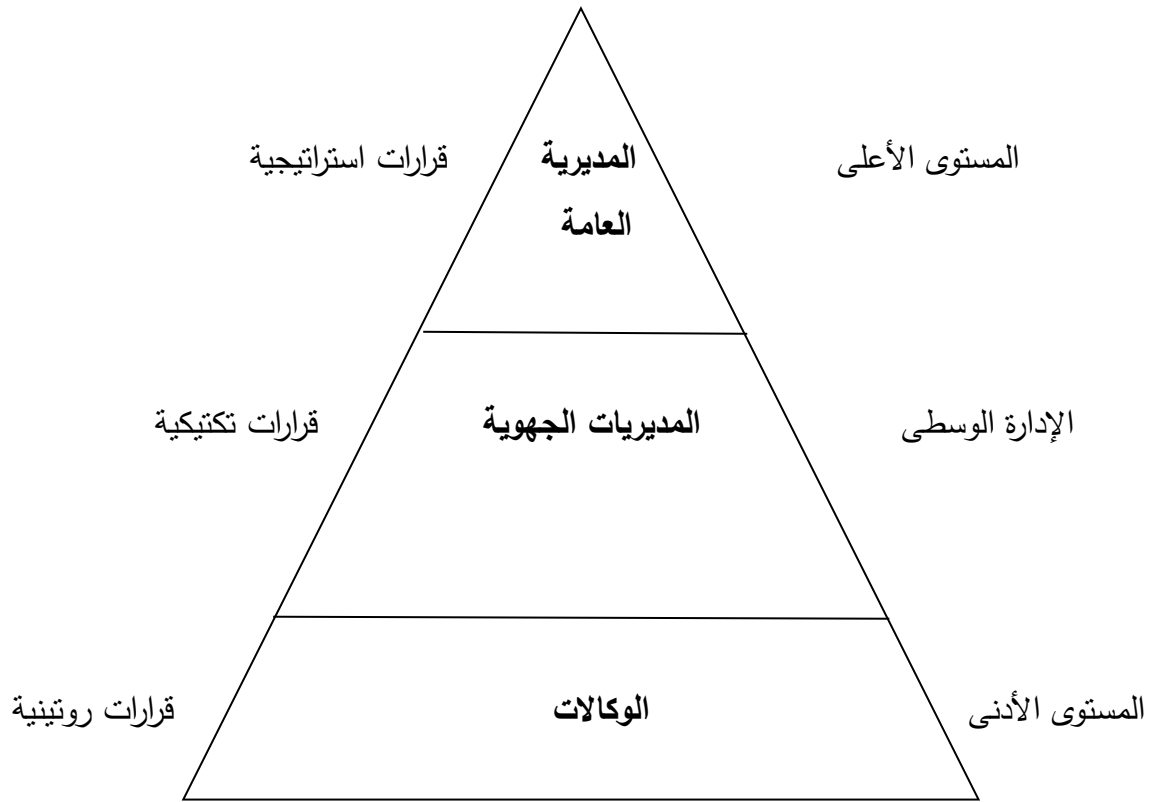 المستوى الأعلى
المديرية
العامة
قرارات استراتيجية
الإدارة الوسطى
المديريات الجهوية
قرارات تكتيكية
المستوى الأدنى
الوكالات
قرارات روتينية